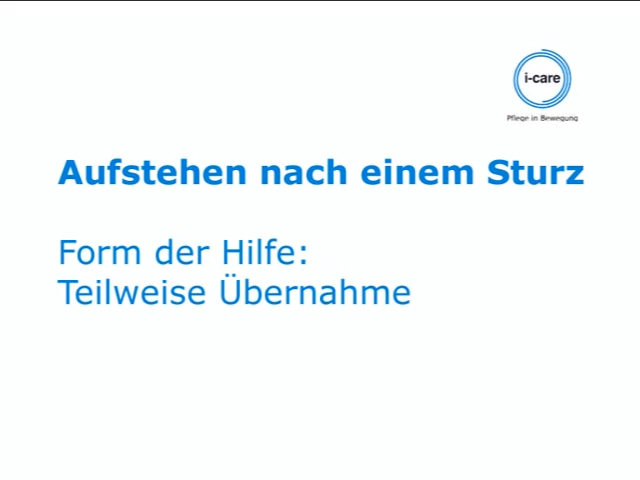 i-care
Pflege in Bewegung
Aufstehen nach einem Sturz
Form der Hilfe:
Teilweise Übernahme